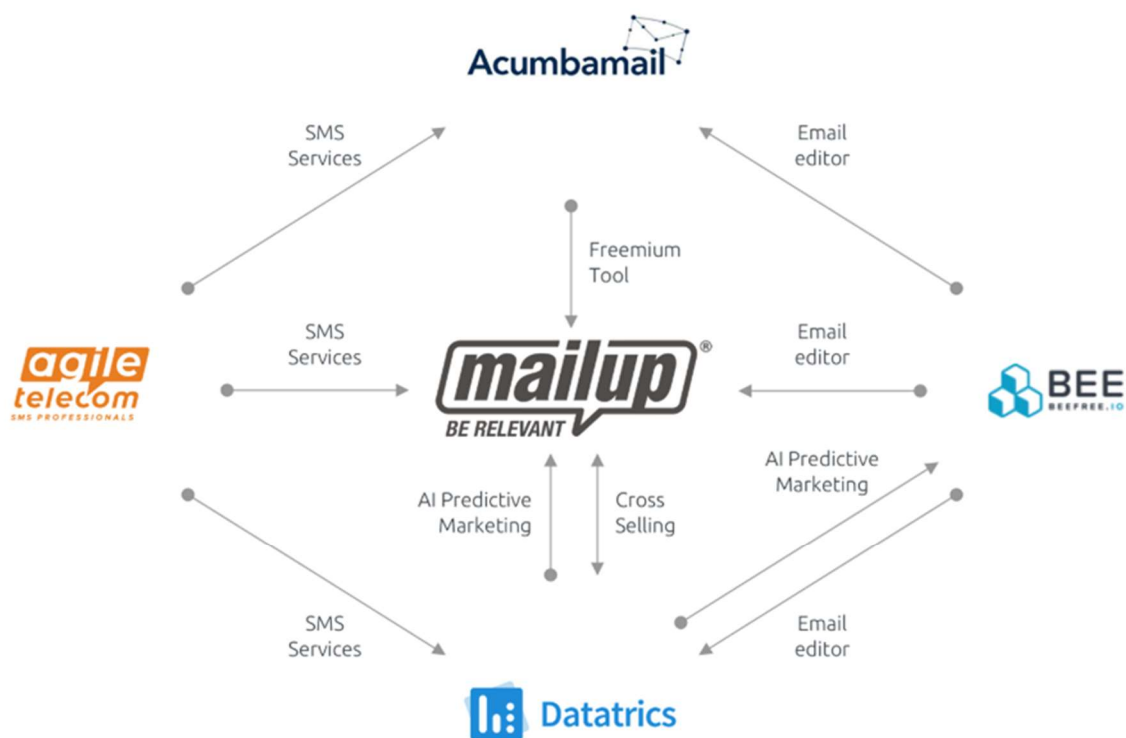 Acumbamail
SMS
Services
Email
editor
Freemium
Tool
SMS
Services
Email
editor
agile
telecom
SMS PROFESSIONALS
mailup®
BE RELEVANT
BEE
BEEFREE.IO
AI Predictive
Marketing
Cross
Selling
AI Predictive
Marketing
SMS
Services
Email
editor
Datatrics